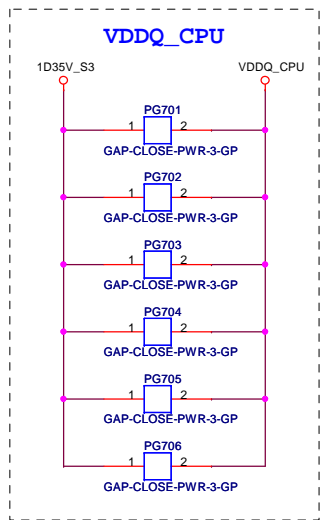 VDDQ_CPU
1D35V_S3 VDDQ_CPU
PG701
1 2
GAP-CLOSE-PWR-3-GP
PG702
1 2
GAP-CLOSE-PWR-3-GP
PG703
1 2
GAP-CLOSE-PWR-3-GP
PG704
1 2
GAP-CLOSE-PWR-3-GP
PG705
1 2
GAP-CLOSE-PWR-3-GP
PG706
1 2
GAP-CLOSE-PWR-3-GP